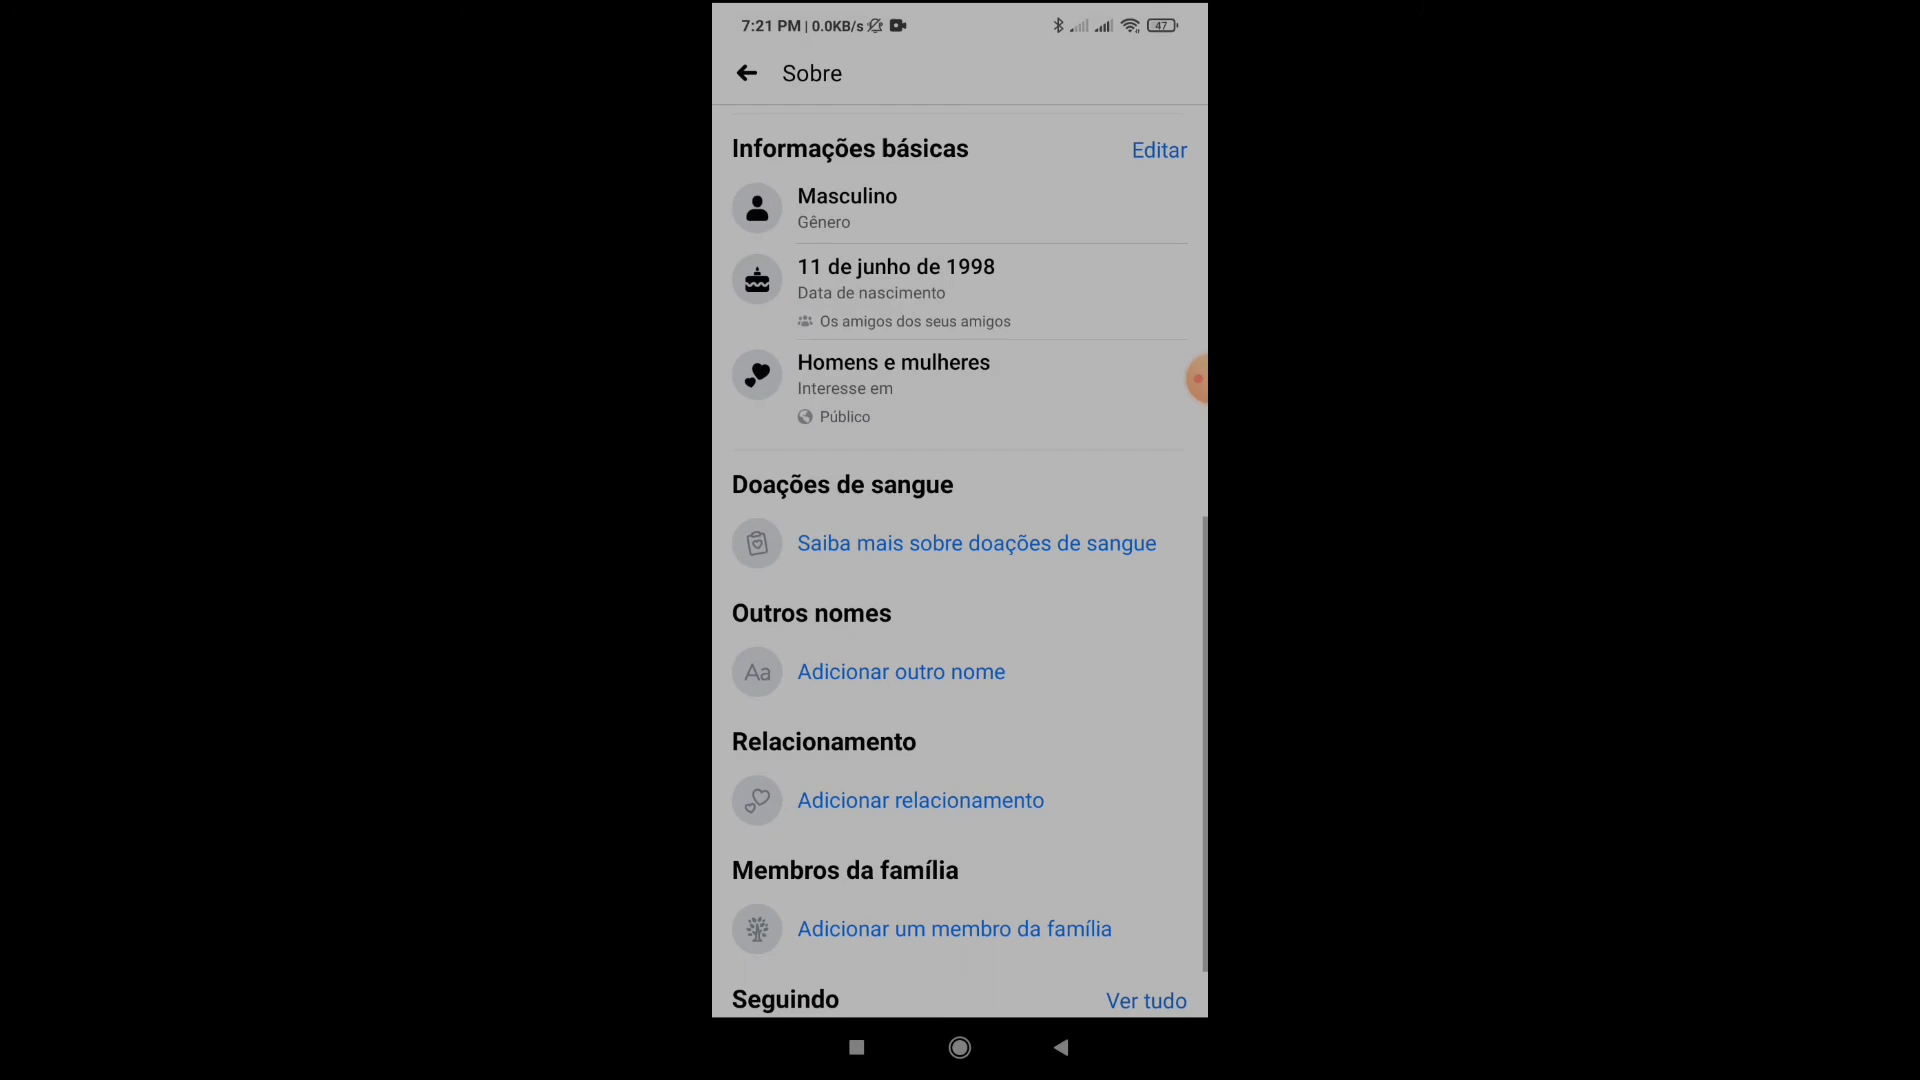 7:21 PM | 0.0KB/s
47
Sobre
Informações básicas
Editar
Masculino
Gênero
11 de junho de 1998
Data de nascimento
Os amigos dos seus amigos
Homens e mulheres
Interesse em
Público
Doações de sangue
Saiba mais sobre doações de sangue
Outros nomes
Aa
Adicionar outro nome
Relacionamento
Adicionar relacionamento
Membros da família
Adicionar um membro da família
Seguindo
Ver tudo